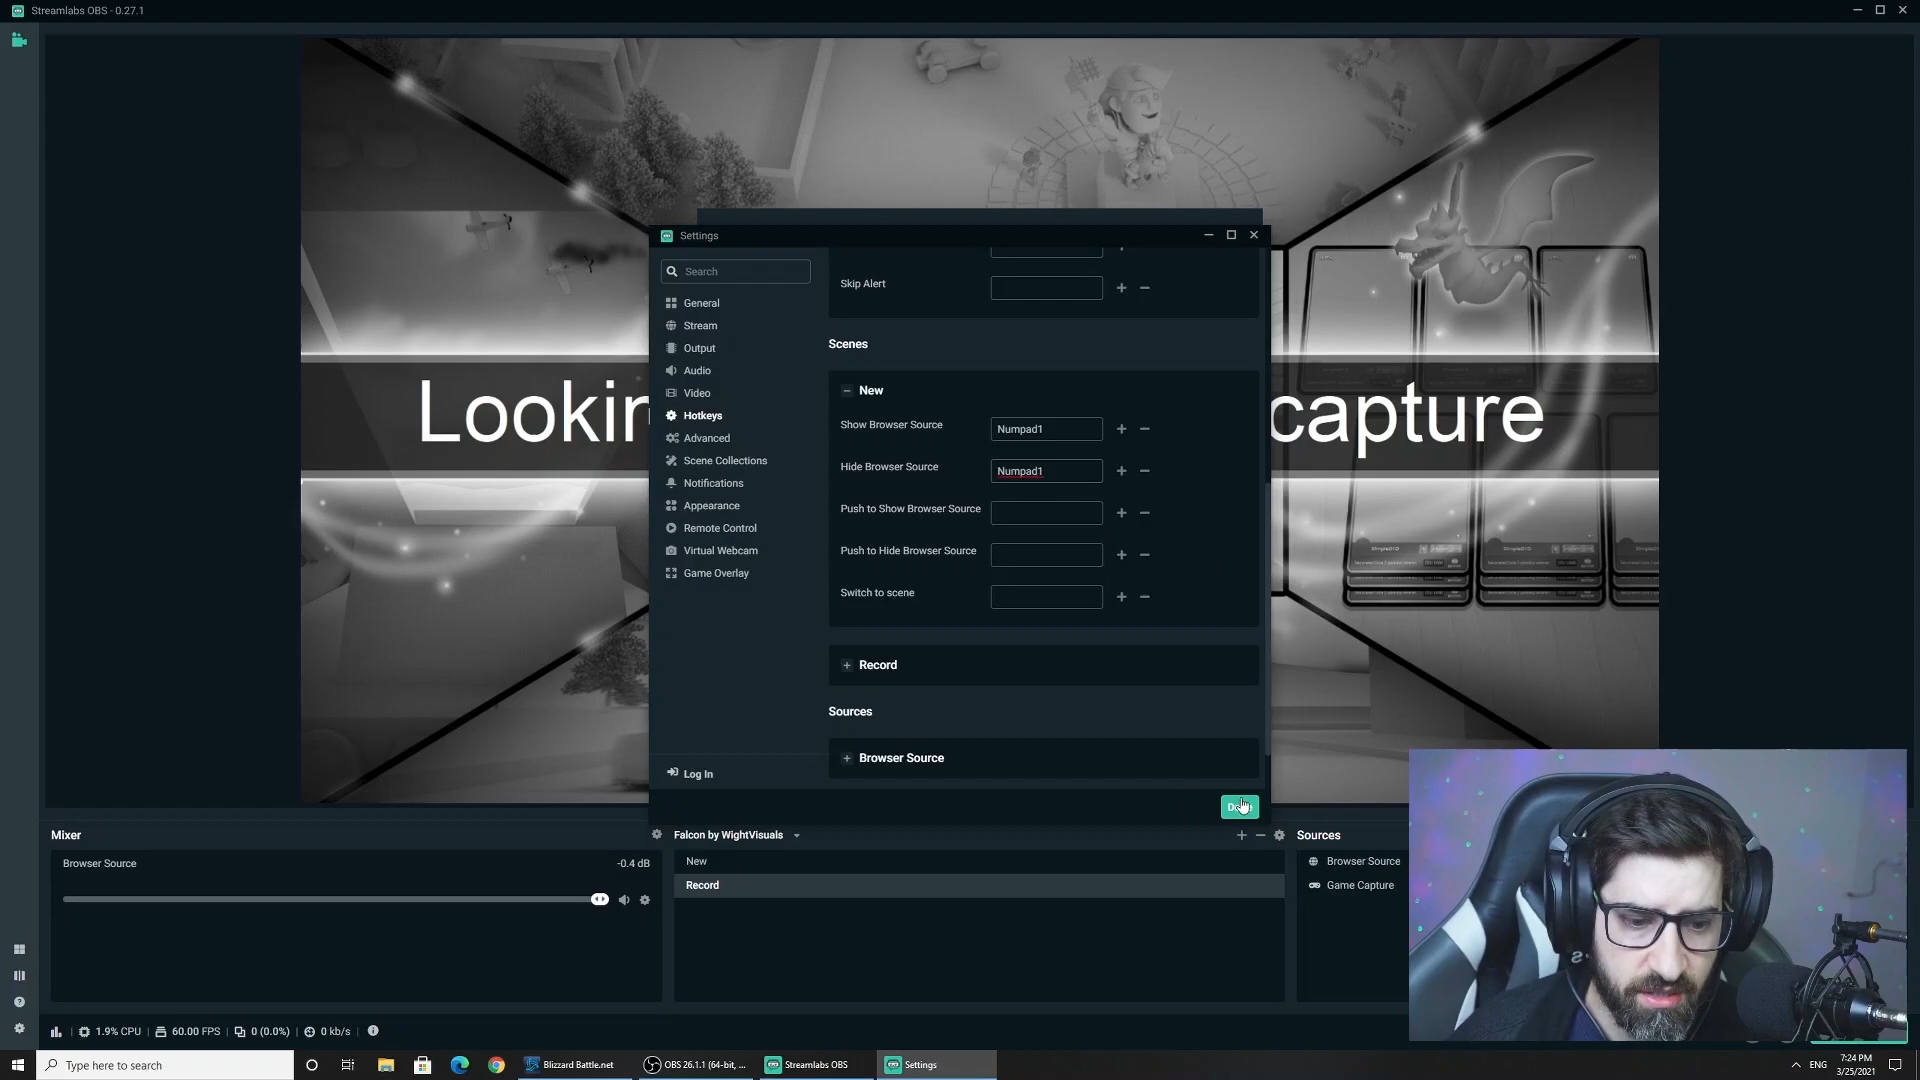 Streamlabs OBS - 0.27.1
Lookin
capture
Settings
Search
General
Stream
Output
Audio
Video
Hotkeys
Advanced
Scene Collections
Notifications
Appearance
Remote Control
Virtual Webcam
Game Overlay
Log In
Skip Alert
Scenes
New
Show Browser Source Numpad1
Hide Browser Source Numpad1
Push to Show Browser Source
Push to Hide Browser Source
Switch to scene
Record
Sources
Browser Source
Mixer
Browser Source -0.4 dB
Falcon by WightVisuals
New
Record
Sources
Browser Source
Game Capture
1.9% CPU 60.00 FPS 0 (0.0%) 0 kb/s
Type here to search
Blizzard Battle.net
OBS 26.1.1 (64-bit, ...
Streamlabs OBS
Settings
ENG
7:24 PM
3/25/2021